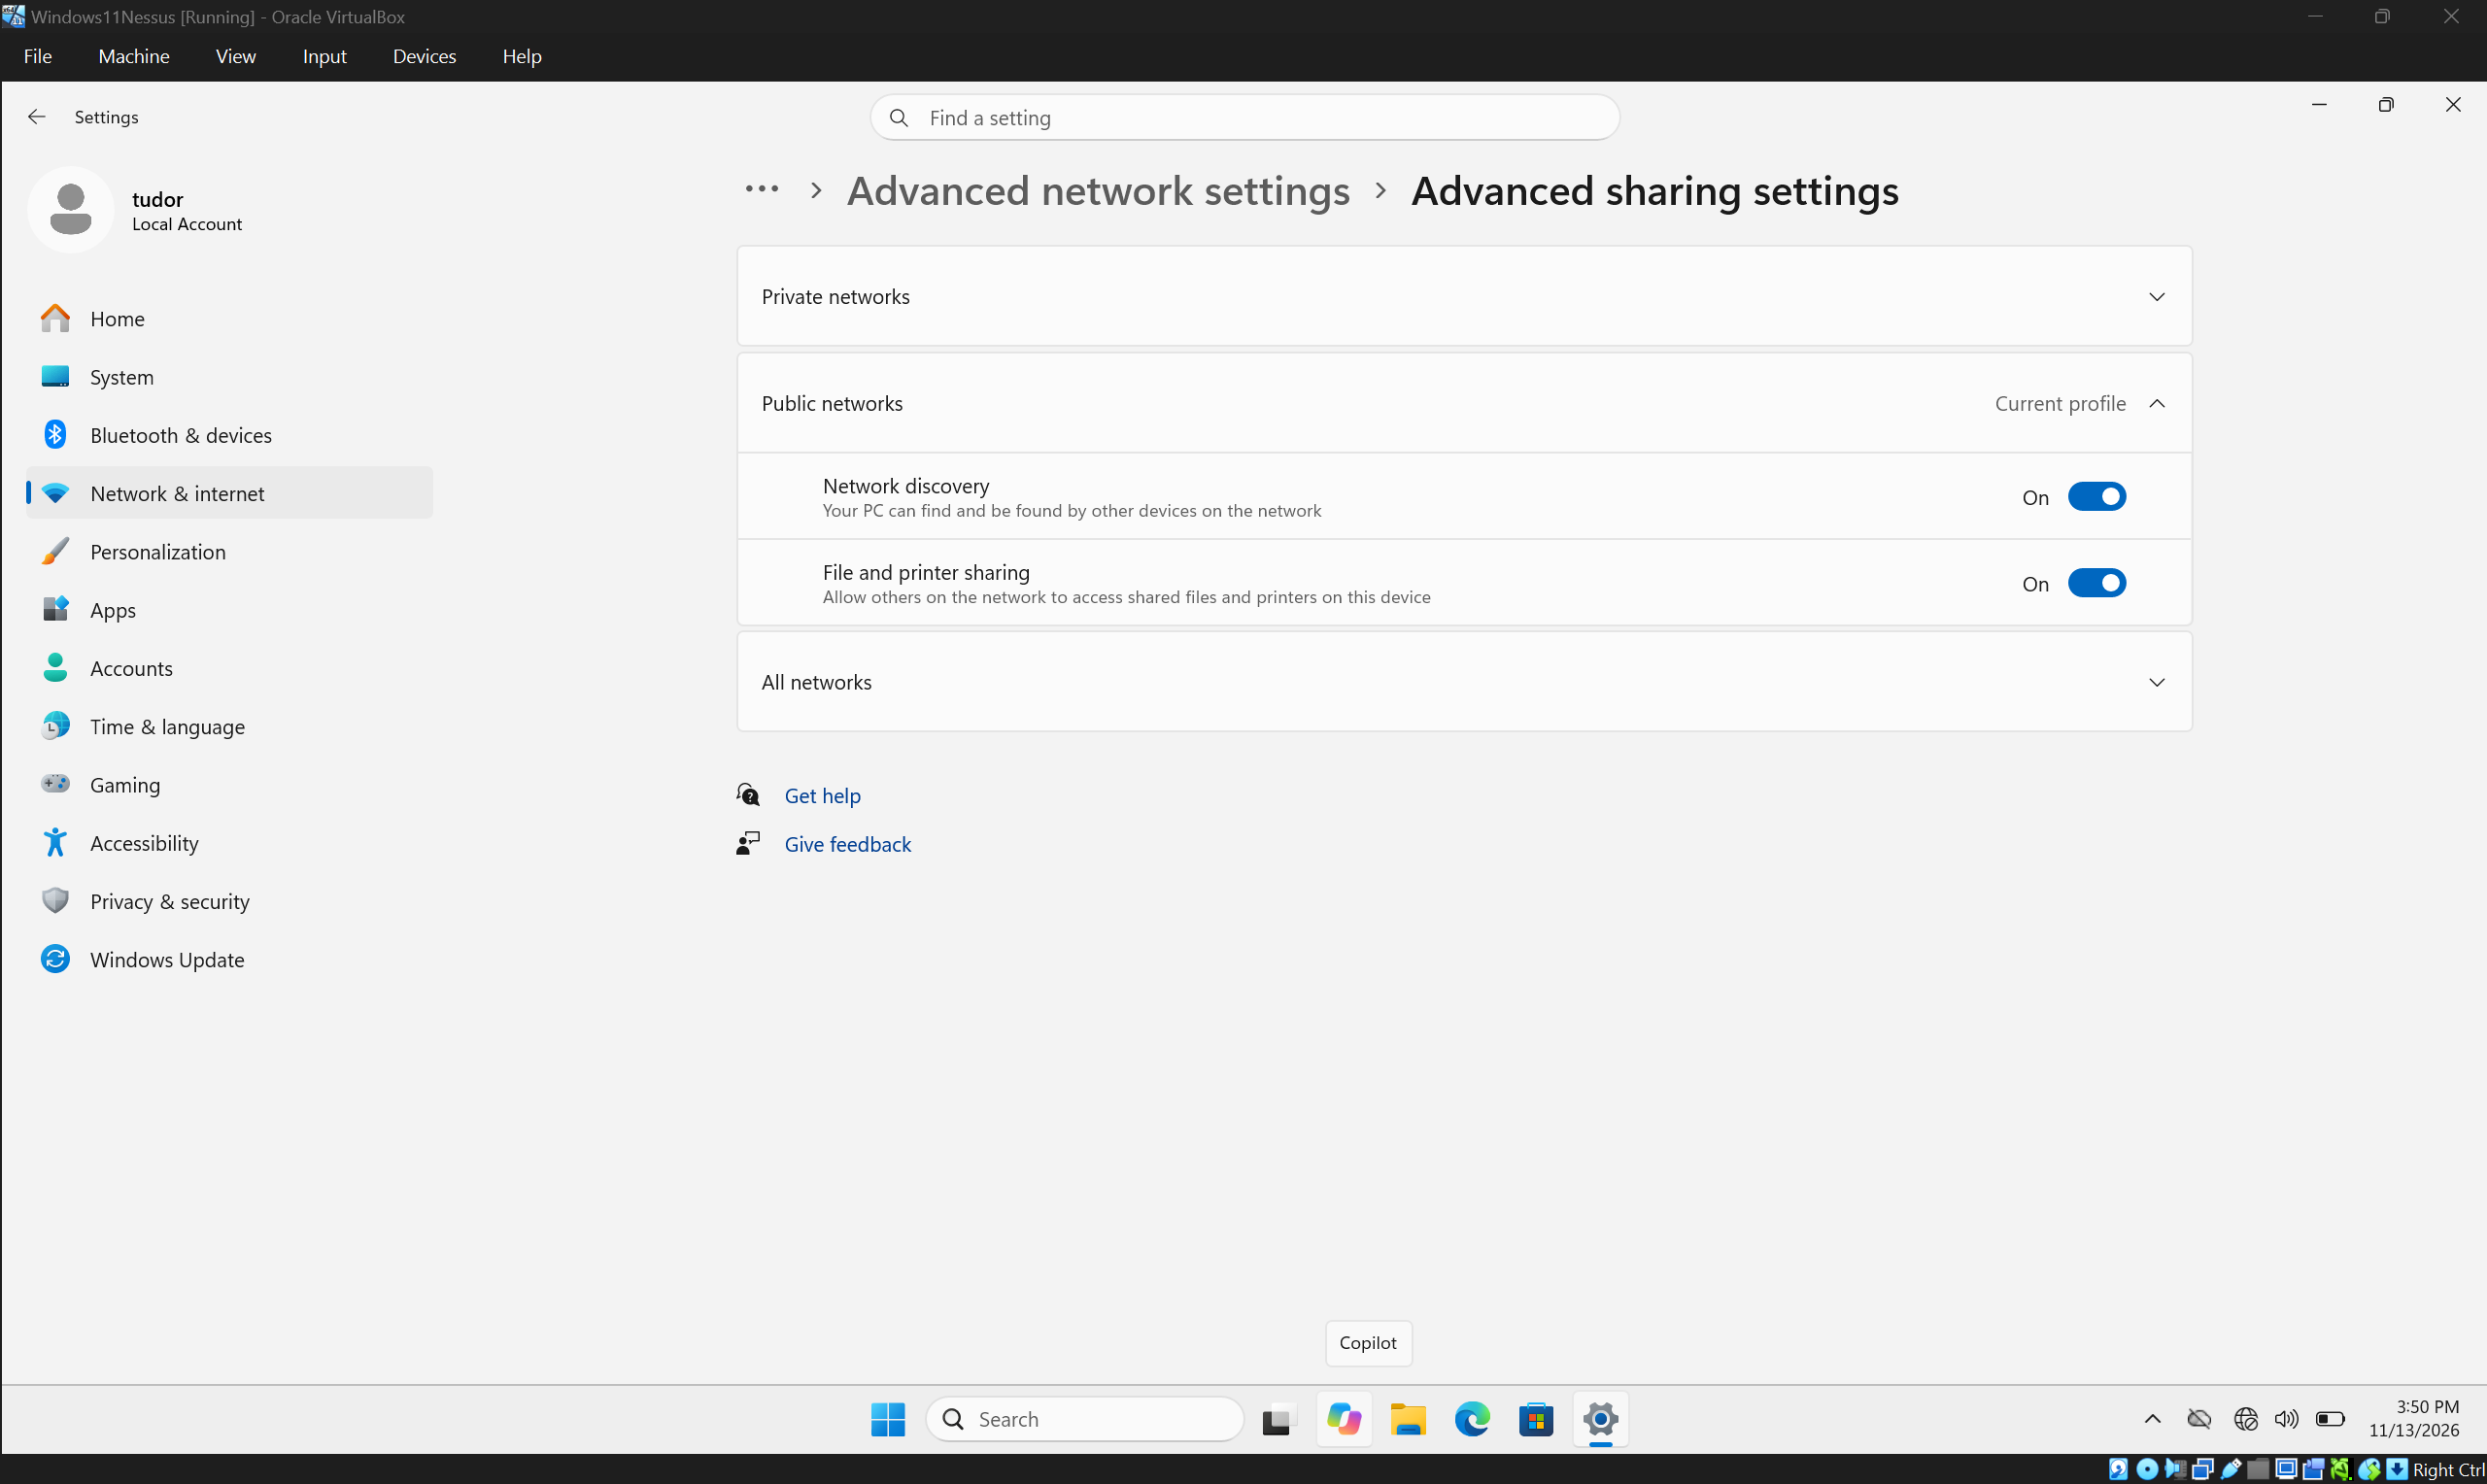 Windows11Nessus [Running] - Oracle VirtualBox
File Machine View Input Devices Help
Settings
Find a setting
tudor
Local Account
... > Advanced network settings > Advanced sharing settings
Home
System
Bluetooth & devices
Network & internet
Personalization
Apps
Accounts
Time & language
Gaming
Accessibility
Privacy & security
Windows Update
Private networks
Public networks Current profile
Network discovery On
Your PC can find and be found by other devices on the network
File and printer sharing On
Allow others on the network to access shared files and printers on this device
All networks
Get help
Give feedback
Copilot
Search
3:50 PM
11/13/2026
Right Ctrl